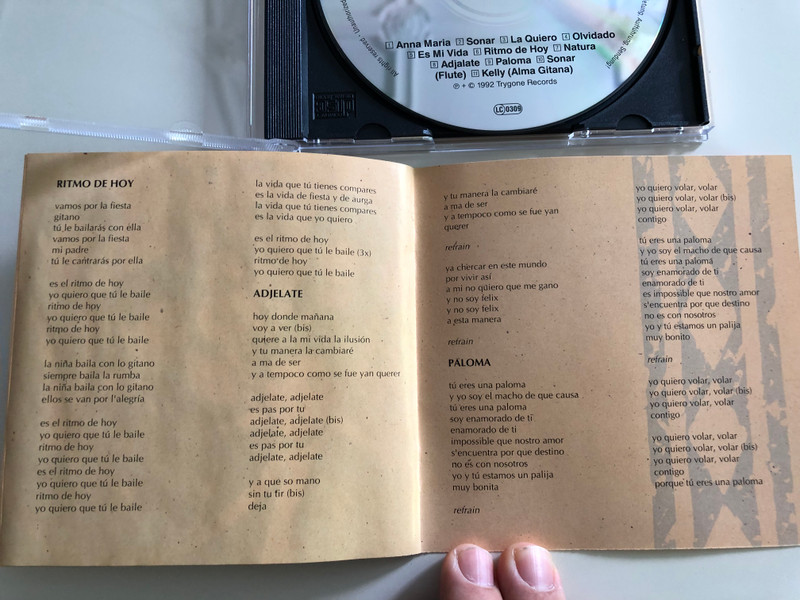 All rights reserved - Unauthorized
Aufführung, Sendung!
1 Anna Maria 2 Sonar 3 La Quiero 4 Olvidado
5 Es Mi Vida 6 Ritmo de Hoy 7 Natura
8 Adjalate 9 Paloma 10 Sonar
(Flute) 11 Kelly (Alma Gitana)
℗ + © 1992 Trygone Records
LC 0309
RITMO DE HOY
vamos por la fiesta
gitano
tú le bailarás con élla
vamos por la fiesta
mi padre
tú le cantrarás por ella
es el ritmo de hoy
yo quiero que tú le baile
ritmo de hoy
yo quiero que tú le baile
ritmo de hoy
yo quiero que tú le baile
la niña baila con lo gitano
siempre baila la rumba
la niña baila con lo gitano
ellos se van por l'alegría
es el ritmo de hoy
yo quiero que tú le baile
ritmo de hoy
yo quiero que tú le baile
es el ritmo de hoy
yo quiero que tú le baile
ritmo de hoy
yo quiero que tú le baile
la vida que tú tienes compares
es la vida de fiesta y de aurga
la vida que tú tienes compares
es la vida que yo quiero
es el ritmo de hoy
yo quiero que tú le baile (3x)
ritmo de hoy
yo quiero que tú le baile
ADJELATE
hoy donde mañana
voy a ver (bis)
quiere a la mi vida la ilusión
y tu manera la cambiaré
a ma de ser
y a tempoco como se fue yan querer
adjelate, adjelate
es pas por tu
adjelate, adjelate (bis)
adjelate, adjelate
es pas por tu
adjelate, adjelate
y a que so mano
sin tu fir (bis)
deja
y tu manera la cambiaré
a ma de ser
y a tempoco como se fue yan
querer
refrain
ya chercar en este mundo
por vivir así
a mi no quiero que me gano
y no soy felix
y no soy felix
a esta manera
refrain
PALOMA
tú eres una paloma
y yo soy el macho de que causa
tú eres una paloma
soy enamorado de ti
enamorado de ti
impossible que nostro amor
s'encuentra por que destino
no es con nosotros
yo y tú estamos un palija
muy bonita
refrain
yo quiero volar, volar
yo quiero volar, volar (bis)
yo quiero volar, volar
contigo
tú eres una paloma
y yo soy el macho de que causa
tú eres una paloma
soy enamorado de ti
enamorado de ti
es impossible que nostro amor
s'encuentra por que destino
no es con nosotros
yo y tú estamos un palija
muy bonito
refrain
yo quiero volar, volar
yo quiero volar, volar (bis)
yo quiero volar, volar
contigo
yo quiero volar, volar
yo quiero volar, volar (bis)
yo quiero volar, volar
contigo
porque tú eres una paloma